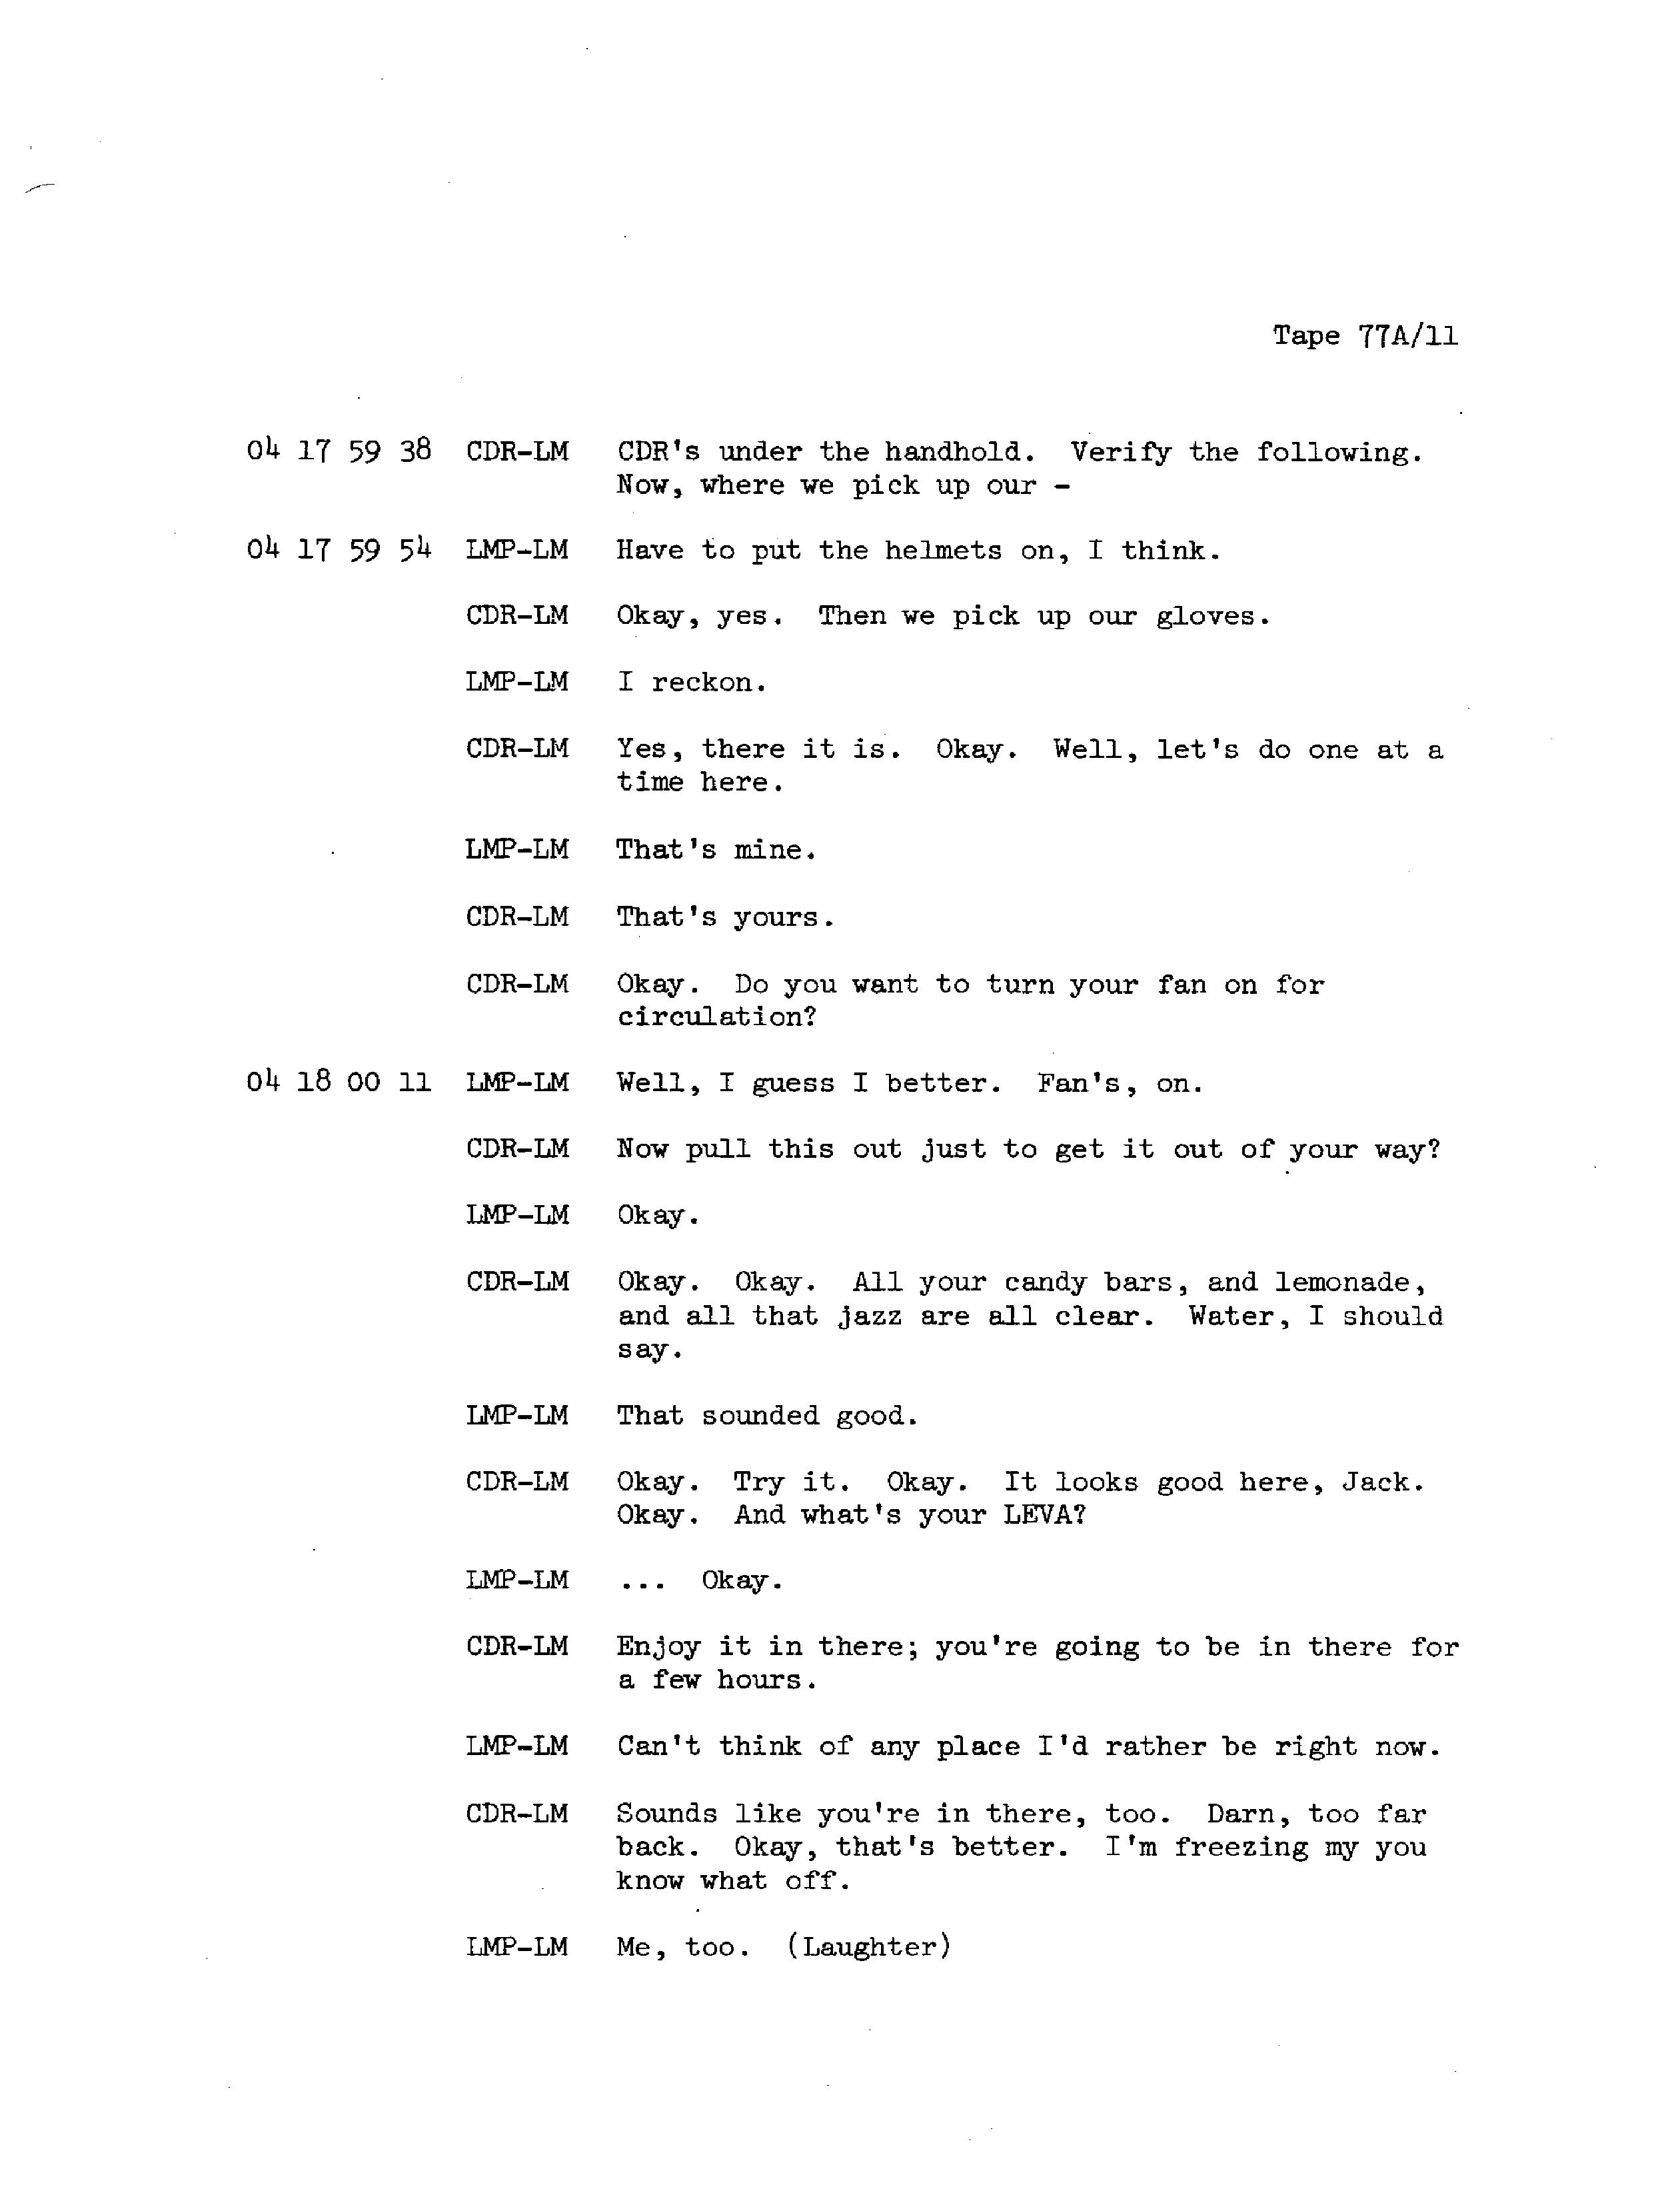 Tape 77A/11
04 17 59 38 CDR-LM CDR's under the handhold. Verify the following.
Now, where we pick up our -
04 17 59 54 LMP-LM Have to put the helmets on, I think.
CDR-LM Okay, yes. Then we pick up our gloves.
LMP-LM I reckon.
CDR-LM Yes, there it is. Okay. Well, let's do one at a
time here.
LMP-LM That's mine.
CDR-LM That's yours.
CDR-LM Okay. Do you want to turn your fan on for
circulation?
04 18 00 11 LMP-LM Well, I guess I better. Fan's, on.
CDR-LM Now pull this out just to get it out of your way?
LMP-LM Okay.
CDR-LM Okay. Okay. All your candy bars, and lemonade,
and all that jazz are all clear. Water, I should
say.
LMP-LM That sounded good.
CDR-LM Okay. Try it. Okay. It looks good here, Jack.
Okay. And what's your LEVA?
LMP-LM ... Okay.
CDR-LM Enjoy it in there; you're going to be in there for
a few hours.
LMP-LM Can't think of any place I'd rather be right now.
CDR-LM Sounds like you're in there, too. Darn, too far
back. Okay, that's better. I'm freezing my you
know what off.
LMP-LM Me, too. (Laughter)